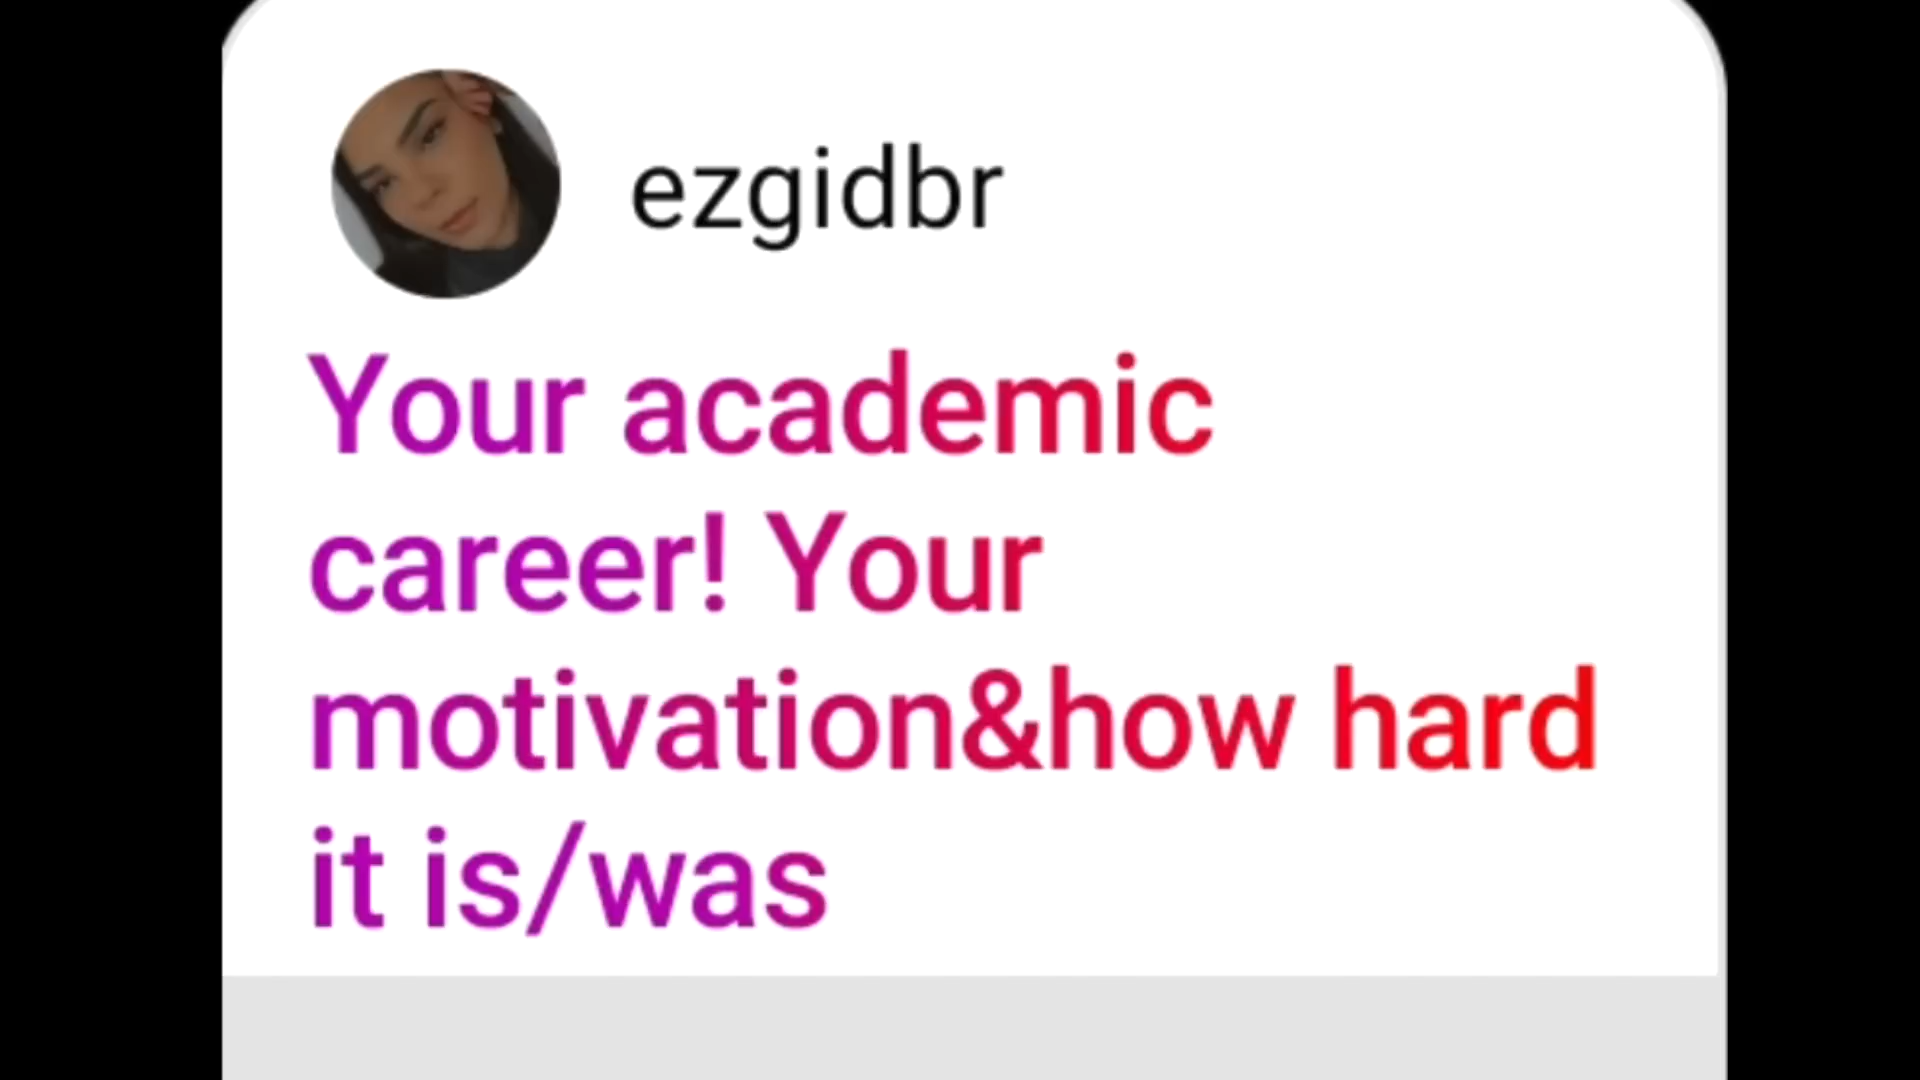 ezgidbr
Your academic
career! Your
motivation&how hard
it is/was